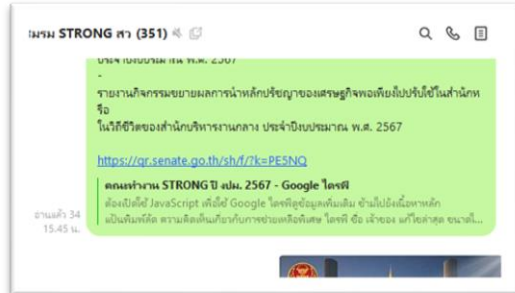 เมรม STRONG สว (351)
ประจำปีงบประมาณ พ.ศ. 2567
-
รายงานกิจกรรมขยายผลการนำหลักปรัชญาของเศรษฐกิจพอเพียงไปปรับใช้ในสำนักห
รือ
ในวิถีชีวิตของสำนักบริหารงานกลาง ประจำปีงบประมาณ พ.ศ. 2567
https://qr.senate.go.th/sh/f/?k=PE5NQ
คณะทำงาน STRONG ปี งปม. 2567 - Google ไดรฟ์
ต้องเปิดใช้ JavaScript เพื่อใช้ Google ไดรฟ์ดูข้อมูลเพิ่มเติม ข้ามไปยังเนื้อหาหลัก
แป้นพิมพ์ลัด ความคิดเห็นเกี่ยวกับการช่วยเหลือพิเศษ ไดรฟ์ ชื่อ เจ้าของ แก้ไขล่าสุด ขนาดไ...
อ่านแล้ว 34
15.45 น.